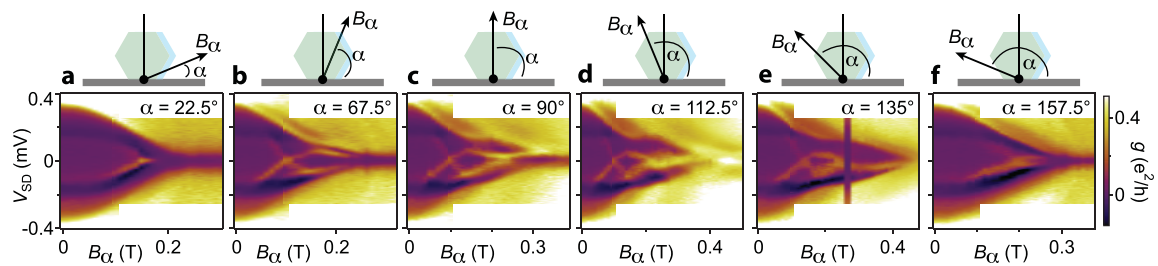 Bα Bα Bα Bα Bα Bα
α α α α α α
a b c d e f
α = 22.5° α = 67.5° α = 90° α = 112.5° α = 135° α = 157.5°
0.4
0
-0.4
VSD (mV)
0 0.2 0 0.2 0 0.3 0 0.4 0 0.4 0 0.3
Bα (T) Bα (T) Bα (T) Bα (T) Bα (T) Bα (T)
0.4
0
g (e²/h)